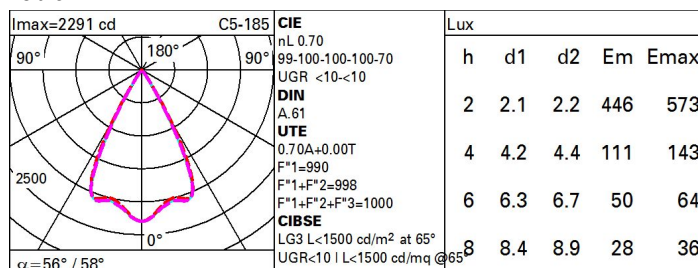 Imax=2291 cd C5-185
90° 180° 90°
2500
0°
α=56° / 58°
CIE
nL 0.70
99-100-100-100-70
UGR <10-<10
DIN
A.61
UTE
0.70A+0.00T
F"1=990
F"1+F"2=998
F"1+F"2+F"3=1000
CIBSE
LG3 L<1500 cd/m² at 65°
UGR<10 | L<1500 cd/mq @65°
Lux
h d1 d2 Em Emax
2 2.1 2.2 446 573
4 4.2 4.4 111 143
6 6.3 6.7 50 64
8 8.4 8.9 28 36